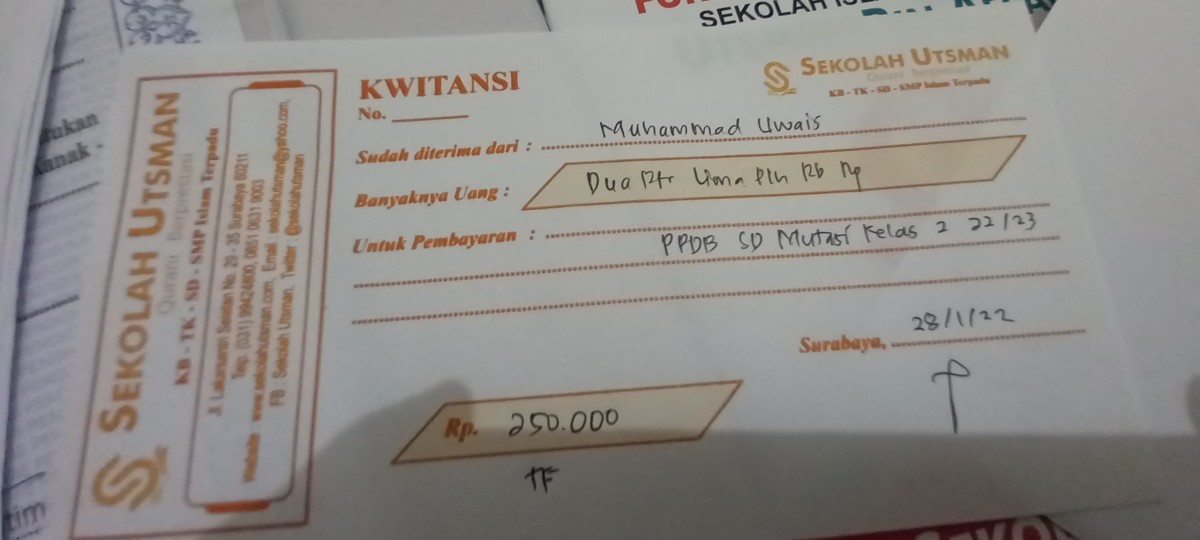 SEKOLAH
tukan
anak -
tim
SEKOLAH UTSMAN
Qurani Berprestasi
KB - TK - SD - SMP Islam Terpadu
Jl. Lakarsantri Selatan No. 29 - 35 Surabaya 60211
Telp. (031) 99424800, 0851 0631 9003
Website : www.sekolahutsman.com, Email : sekolahutsman@yahoo.com,
FB : Sekolah Utsman, Twitter : @sekolahutsman
KWITANSI
No.
SEKOLAH UTSMAN
Qurani Berprestasi
KB - TK - SD - SMP Islam Terpadu
Sudah diterima dari : Muhammad Uwais
Banyaknya Uang : Dua rtr lima plh rb rp
Untuk Pembayaran : PPDB SD Mutasi Kelas 2 22/23
Surabaya, 28/1/22
Rp. 250.000
TF